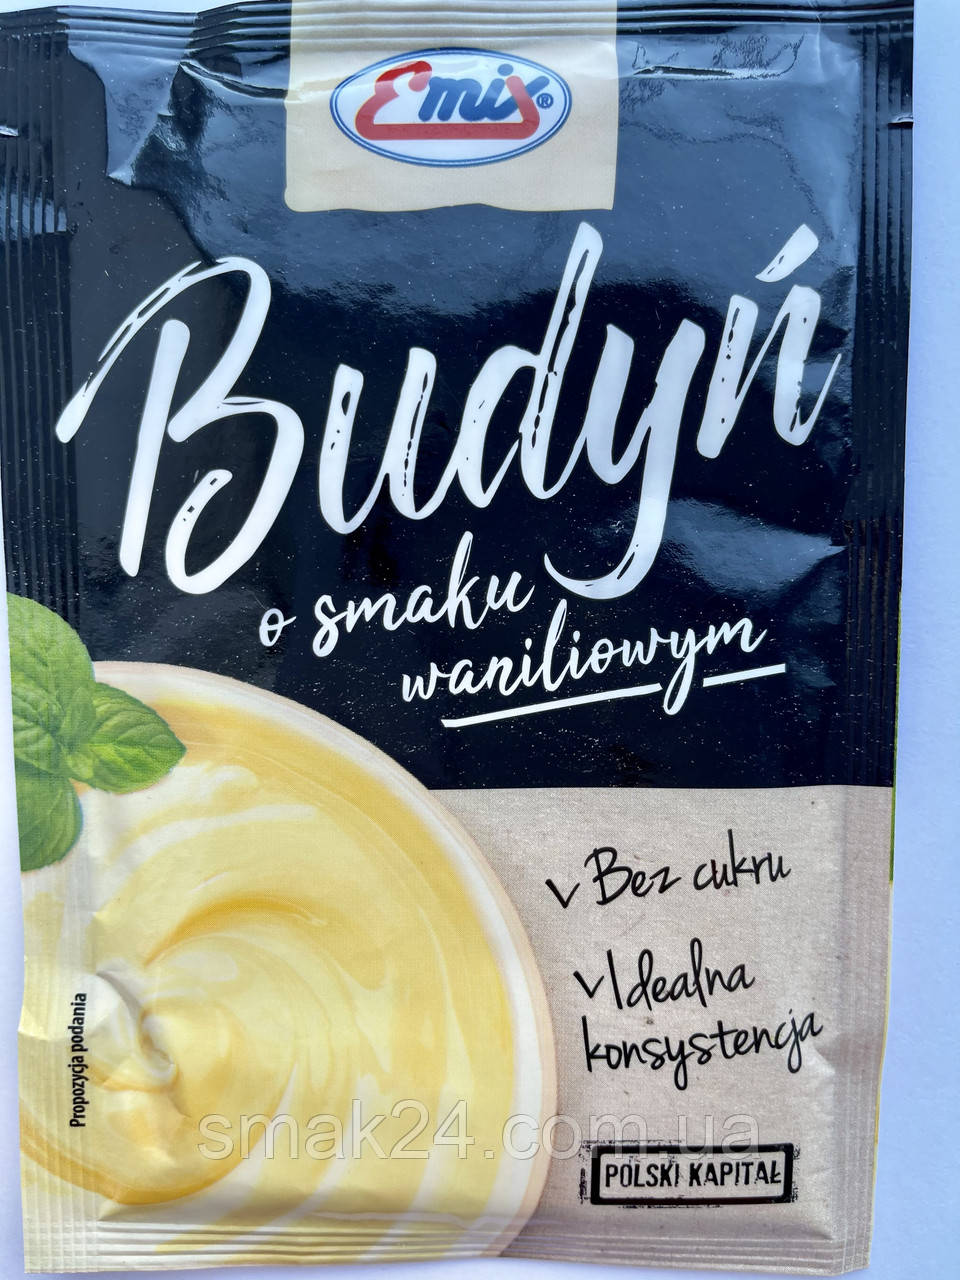 Emix®
Budyń
o smaku
waniliowym
Bez cukru
Idealna
konsystencja
Propozycja podania
smak24.com.ua
POLSKI KAPITAŁ